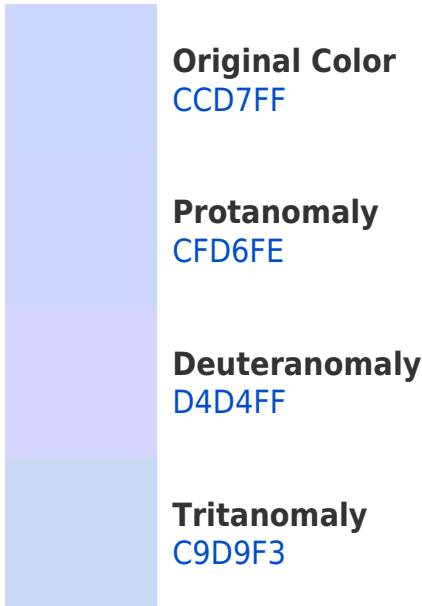 Original Color
CCD7FF
Protanomaly
CFD6FE
Deuteranomaly
D4D4FF
Tritanomaly
C9D9F3